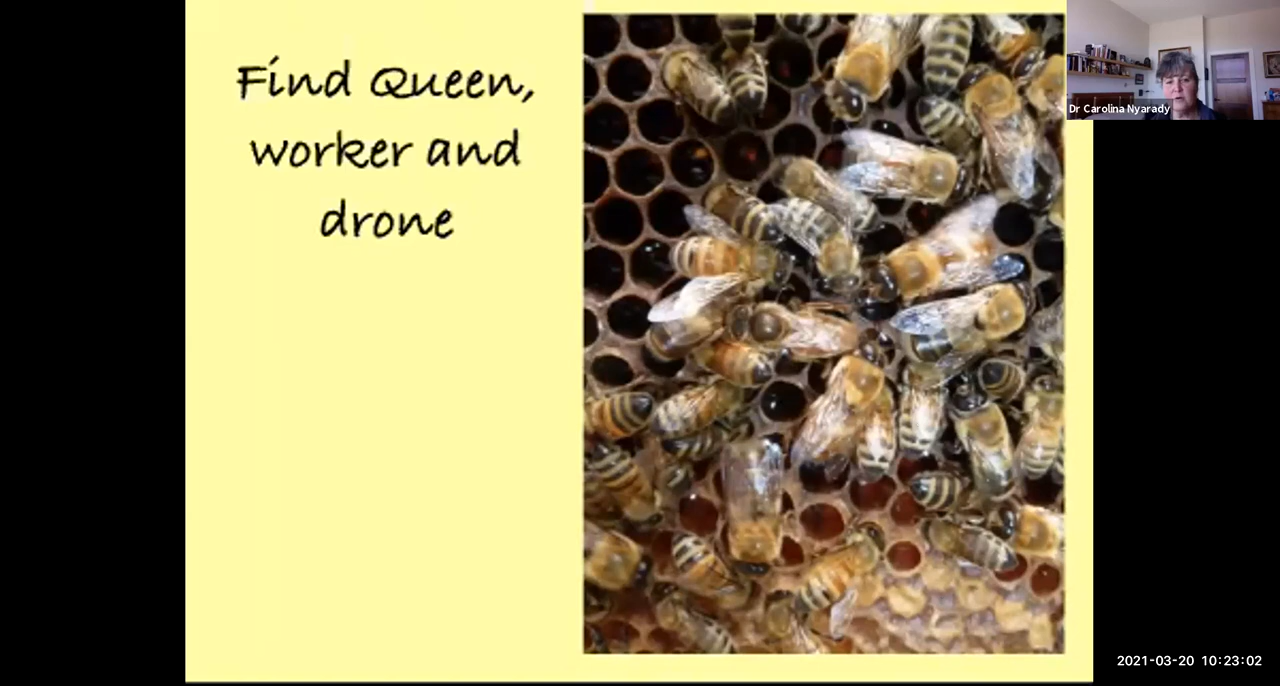 Find Queen,
worker and
drone
Dr Carolina Nyarady
2021-03-20 10:23:02